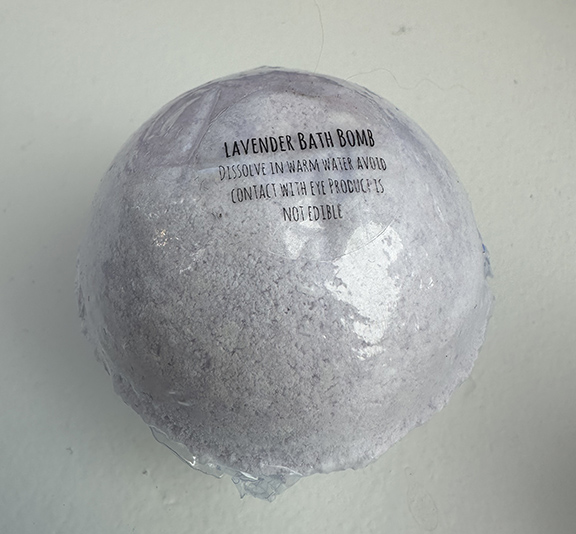 LAVENDER BATH BOMB
DISSOLVE IN WARM WATER AVOID
CONTACT WITH EYE PRODUCT IS
NOT EDIBLE